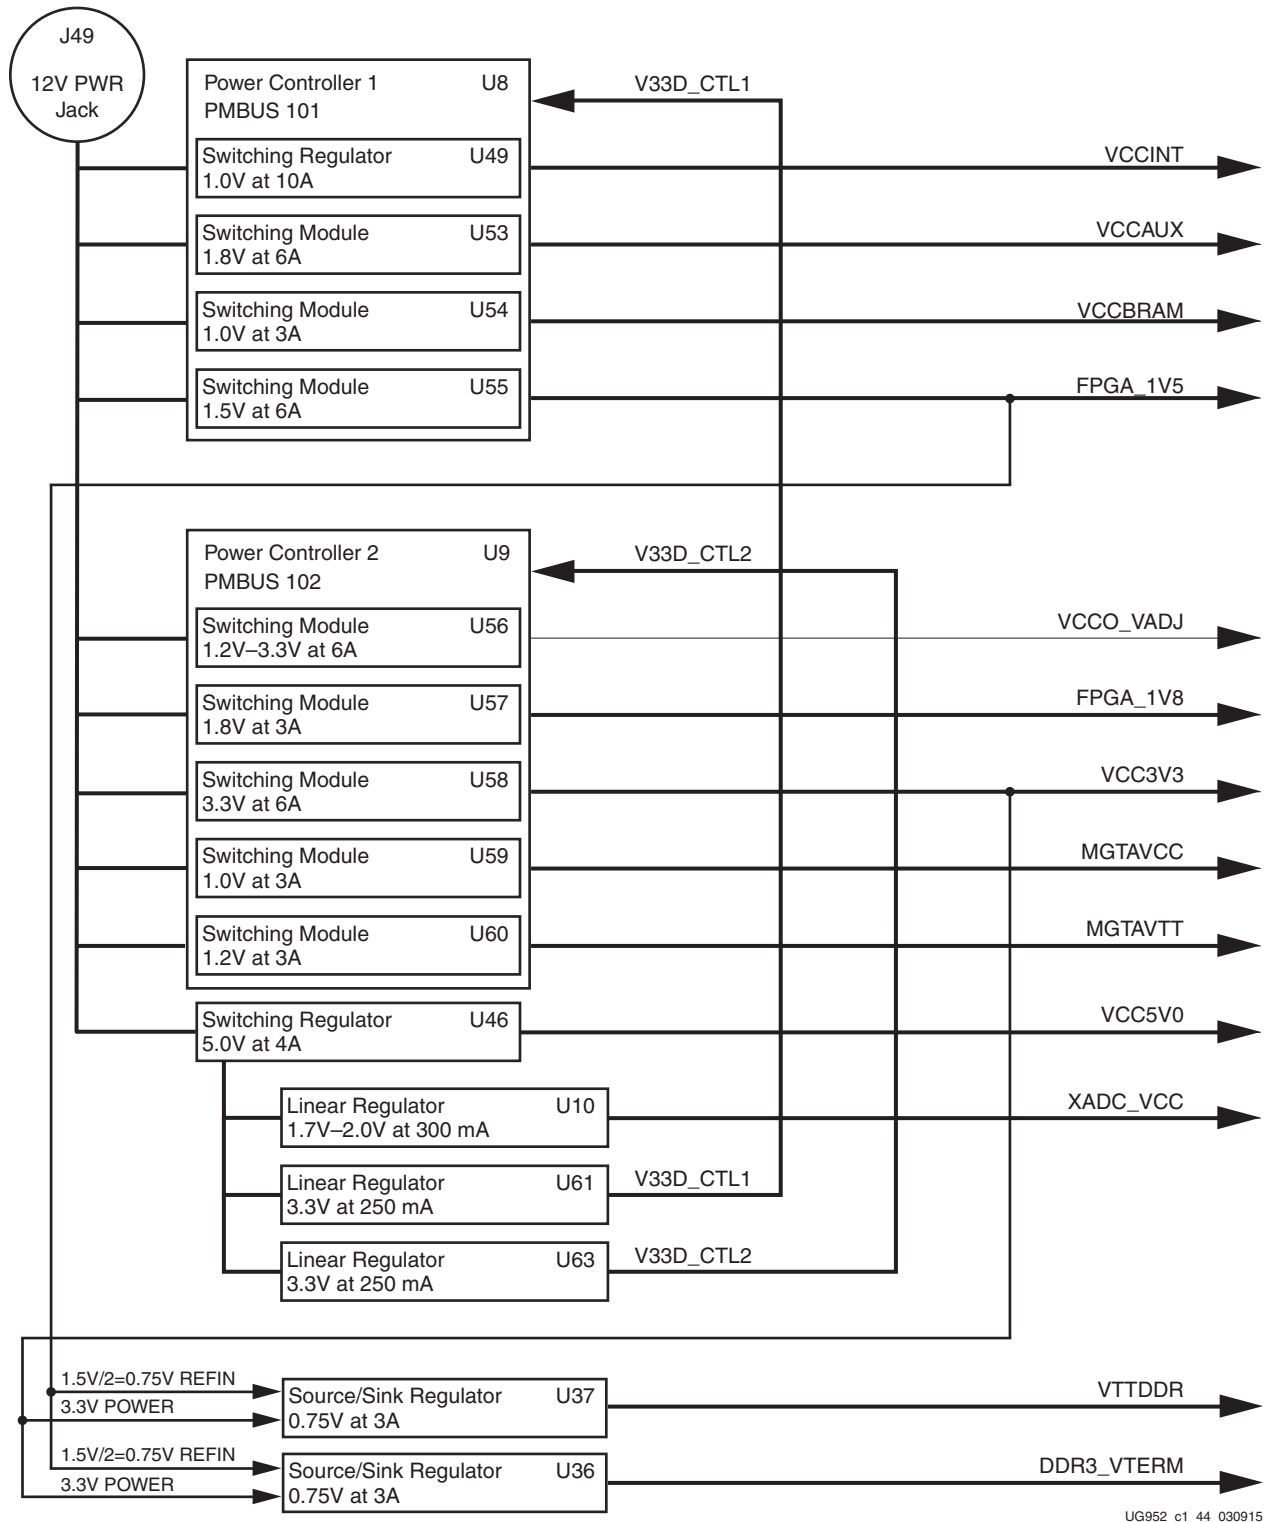 J49
12V PWR
Jack
Power Controller 1 U8
PMBUS 101
V33D_CTL1
Switching Regulator U49
1.0V at 10A
VCCINT
Switching Module U53
1.8V at 6A
VCCAUX
Switching Module U54
1.0V at 3A
VCCBRAM
Switching Module U55
1.5V at 6A
FPGA_1V5
Power Controller 2 U9
PMBUS 102
V33D_CTL2
Switching Module U56
1.2V–3.3V at 6A
VCCO_VADJ
Switching Module U57
1.8V at 3A
FPGA_1V8
Switching Module U58
3.3V at 6A
VCC3V3
Switching Module U59
1.0V at 3A
MGTAVCC
Switching Module U60
1.2V at 3A
MGTAVTT
Switching Regulator U46
5.0V at 4A
VCC5V0
Linear Regulator U10
1.7V–2.0V at 300 mA
XADC_VCC
Linear Regulator U61
3.3V at 250 mA
V33D_CTL1
Linear Regulator U63
3.3V at 250 mA
V33D_CTL2
1.5V/2=0.75V REFIN
3.3V POWER
Source/Sink Regulator U37
0.75V at 3A
VTTDDR
1.5V/2=0.75V REFIN
3.3V POWER
Source/Sink Regulator U36
0.75V at 3A
DDR3_VTERM
UG952_c1_44_030915